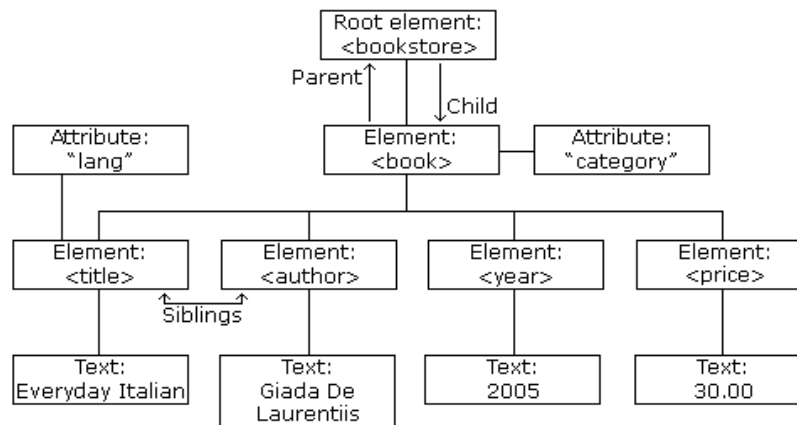 Root element:
<bookstore>
Parent
Child
Attribute:
"lang"
Element:
<book>
Attribute:
"category"
Element:
<title>
Element:
<author>
Element:
<year>
Element:
<price>
Siblings
Text:
Everyday Italian
Text:
Giada De
Laurentiis
Text:
2005
Text:
30.00